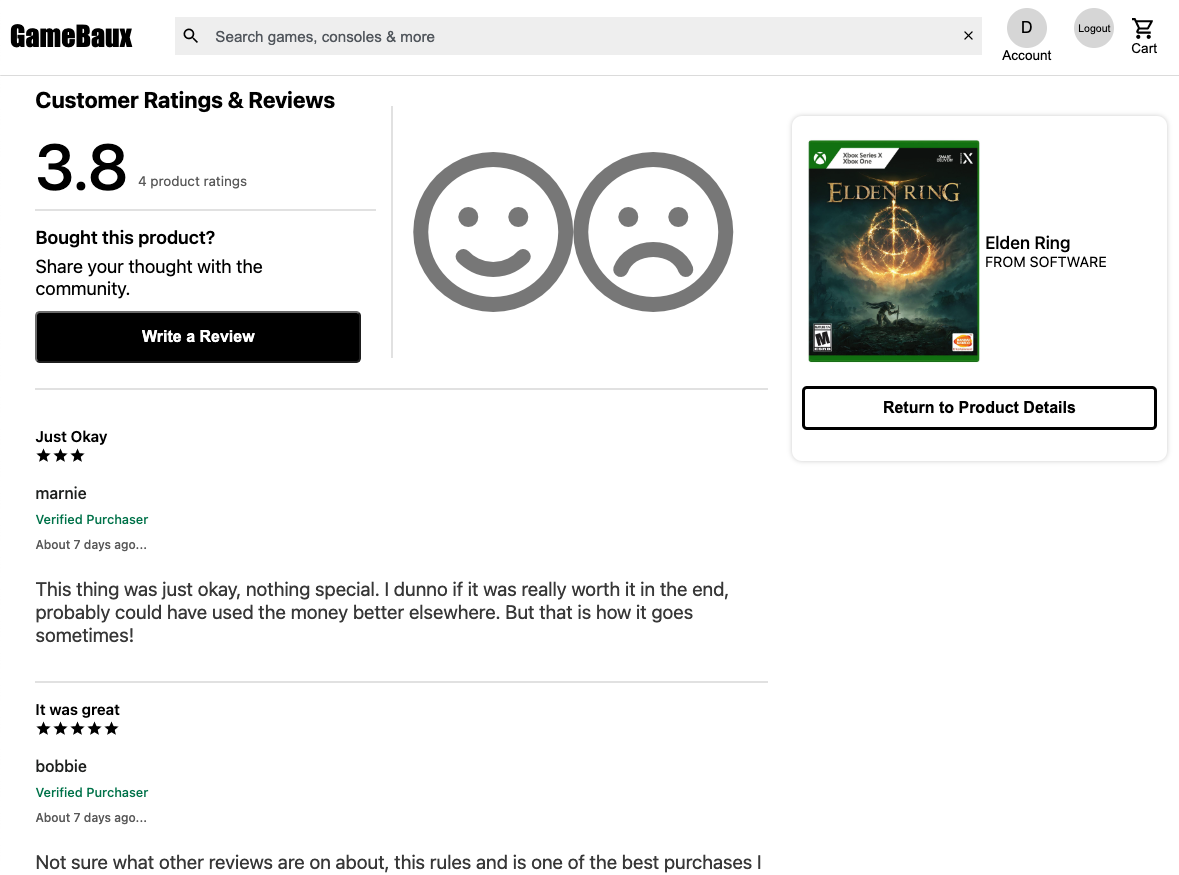 GameBaux
Search games, consoles & more
D
Account
Logout
Cart
Customer Ratings & Reviews
3.8
4 product ratings
Bought this product?
Share your thought with the
community.
Write a Review
Xbox Series X
Xbox One
SMART
DELIVERY
X
ELDEN RING
M
Elden Ring
FROM SOFTWARE
Return to Product Details
Just Okay
marnie
Verified Purchaser
About 7 days ago...
This thing was just okay, nothing special. I dunno if it was really worth it in the end,
probably could have used the money better elsewhere. But that is how it goes
sometimes!
It was great
bobbie
Verified Purchaser
About 7 days ago...
Not sure what other reviews are on about, this rules and is one of the best purchases I